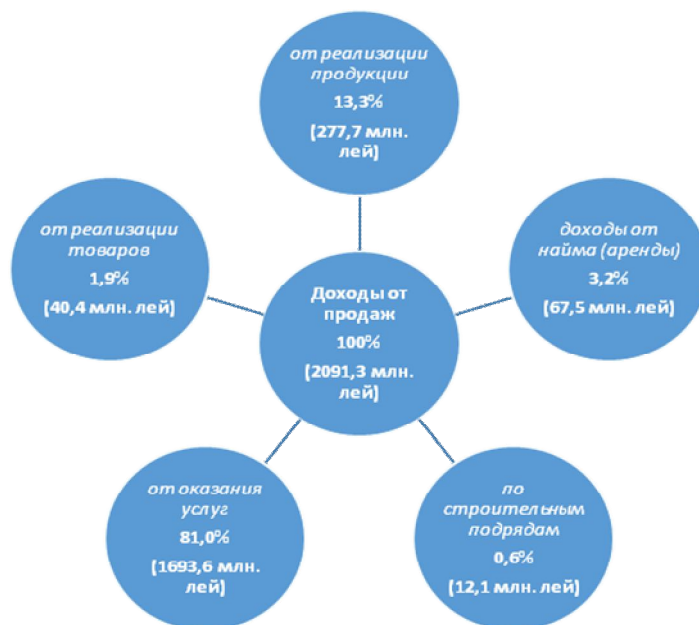 от реализации
продукции
13,3%
(277,7 млн.
лей)
от реализации
товаров
1,9%
(40,4 млн. лей)
доходы от
найма (аренды)
3,2%
(67,5 млн. лей)
Доходы от
продаж
100%
(2091,3 млн.
лей)
от оказания
услуг
81,0%
(1693,6 млн.
лей)
по
строительным
подрядам
0,6%
(12,1 млн. лей)